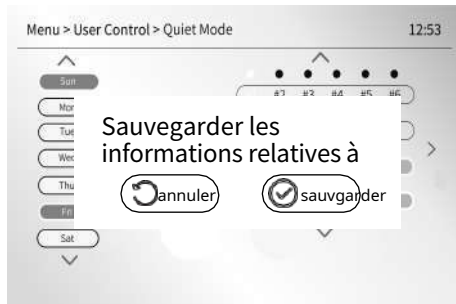 Menu > User Control > Quiet Mode
12:53
Sun
#2 #3 #4 #5 #6
Mon
Tue
Wed
Thu
Fri
Sat
Sauvegarder les
informations relatives à
annuler
sauvgarder